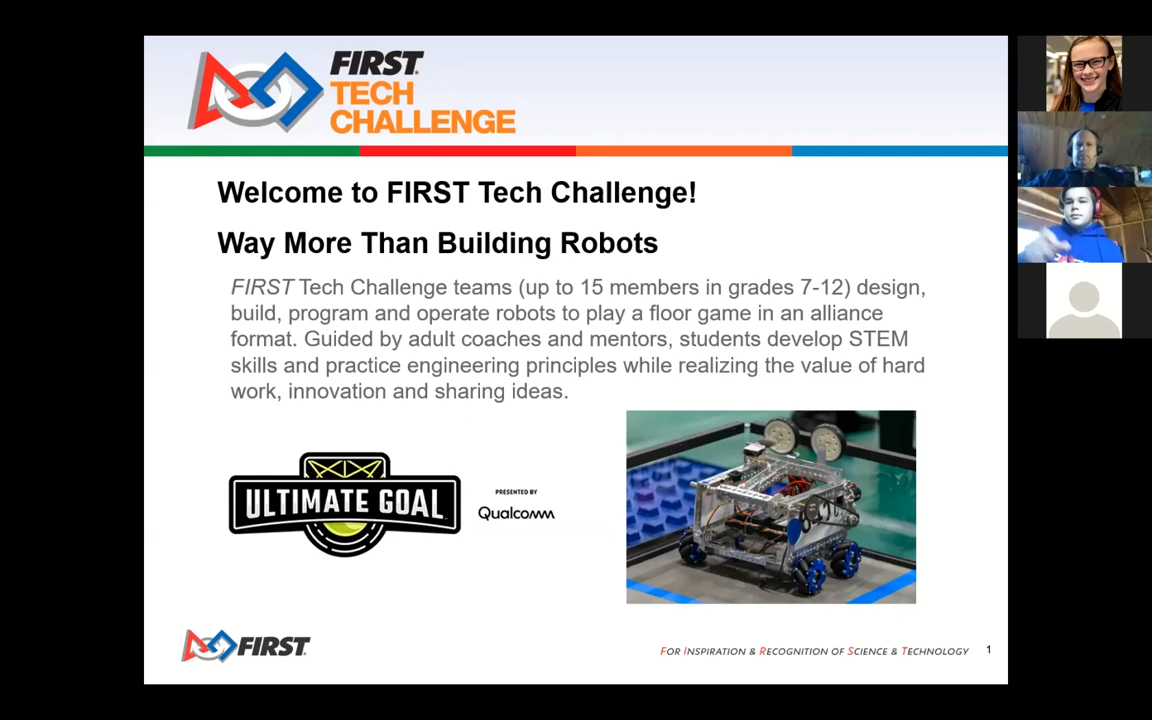 FIRST
TECH
CHALLENGE
Welcome to FIRST Tech Challenge!
Way More Than Building Robots
FIRST Tech Challenge teams (up to 15 members in grades 7-12) design,
build, program and operate robots to play a floor game in an alliance
format. Guided by adult coaches and mentors, students develop STEM
skills and practice engineering principles while realizing the value of hard
work, innovation and sharing ideas.
ULTIMATE GOAL
PRESENTED BY
Qualcomm
FIRST
FOR INSPIRATION & RECOGNITION OF SCIENCE & TECHNOLOGY 1